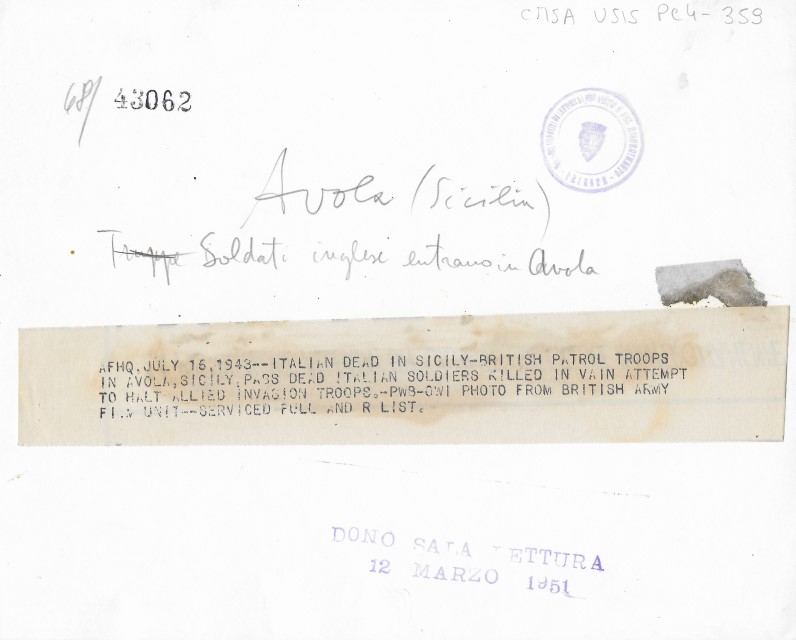 CMSA USIS PC4-359
68/ 43062
Avola (Sicilia)
Truppe Soldati inglesi entrano in Avola
AFHQ.JULY 16,1943--ITALIAN DEAD IN SICILY-BRITISH PATROL TROOPS
IN AVOLA,SICILY,PASS DEAD ITALIAN SOLDIERS KILLED IN VAIN ATTEMPT
TO HALT ALLIED INVASION TROOPS.-PWB-OWI PHOTO FROM BRITISH ARMY
FILM UNIT--SERVICED FULL AND R LIST.
DONO SALA LETTURA
12 MARZO 1951